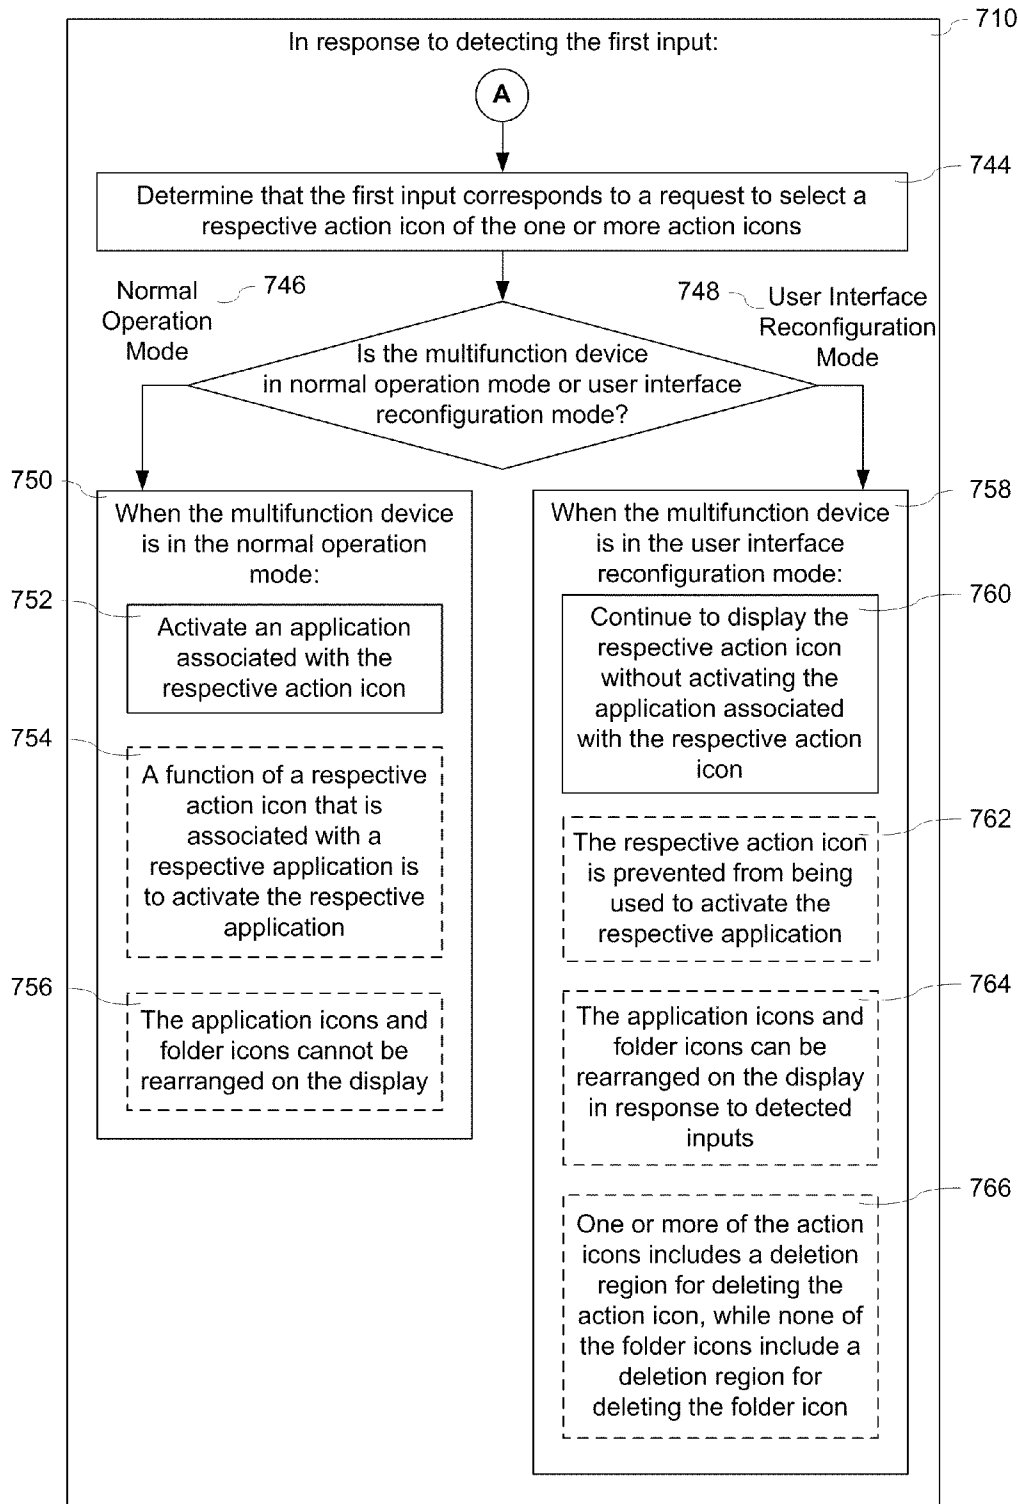 710
In response to detecting the first input:
A
744
Determine that the first input corresponds to a request to select a
respective action icon of the one or more action icons
Normal
Operation
Mode
746
748
User Interface
Reconfiguration
Mode
Is the multifunction device
in normal operation mode or user interface
reconfiguration mode?
750
When the multifunction device
is in the normal operation
mode:
752
Activate an application
associated with the
respective action icon
754
A function of a respective
action icon that is
associated with a
respective application is
to activate the respective
application
756
The application icons and
folder icons cannot be
rearranged on the display
758
When the multifunction device
is in the user interface
reconfiguration mode:
760
Continue to display the
respective action icon
without activating the
application associated
with the respective action
icon
762
The respective action icon
is prevented from being
used to activate the
respective application
764
The application icons and
folder icons can be
rearranged on the display
in response to detected
inputs
766
One or more of the action
icons includes a deletion
region for deleting the
action icon, while none of
the folder icons include a
deletion region for
deleting the folder icon